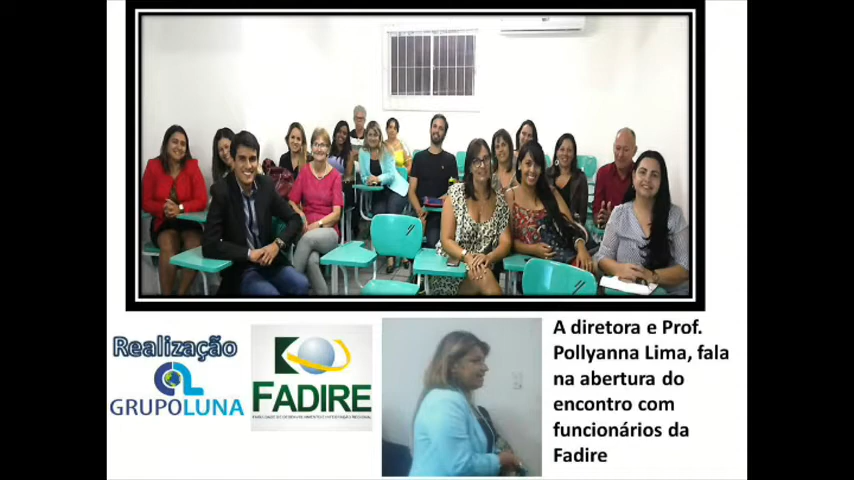 Realização
GRUPOLUNA
FADIRE
A diretora e Prof.
Pollyanna Lima, fala
na abertura do
encontro com
funcionários da
Fadire